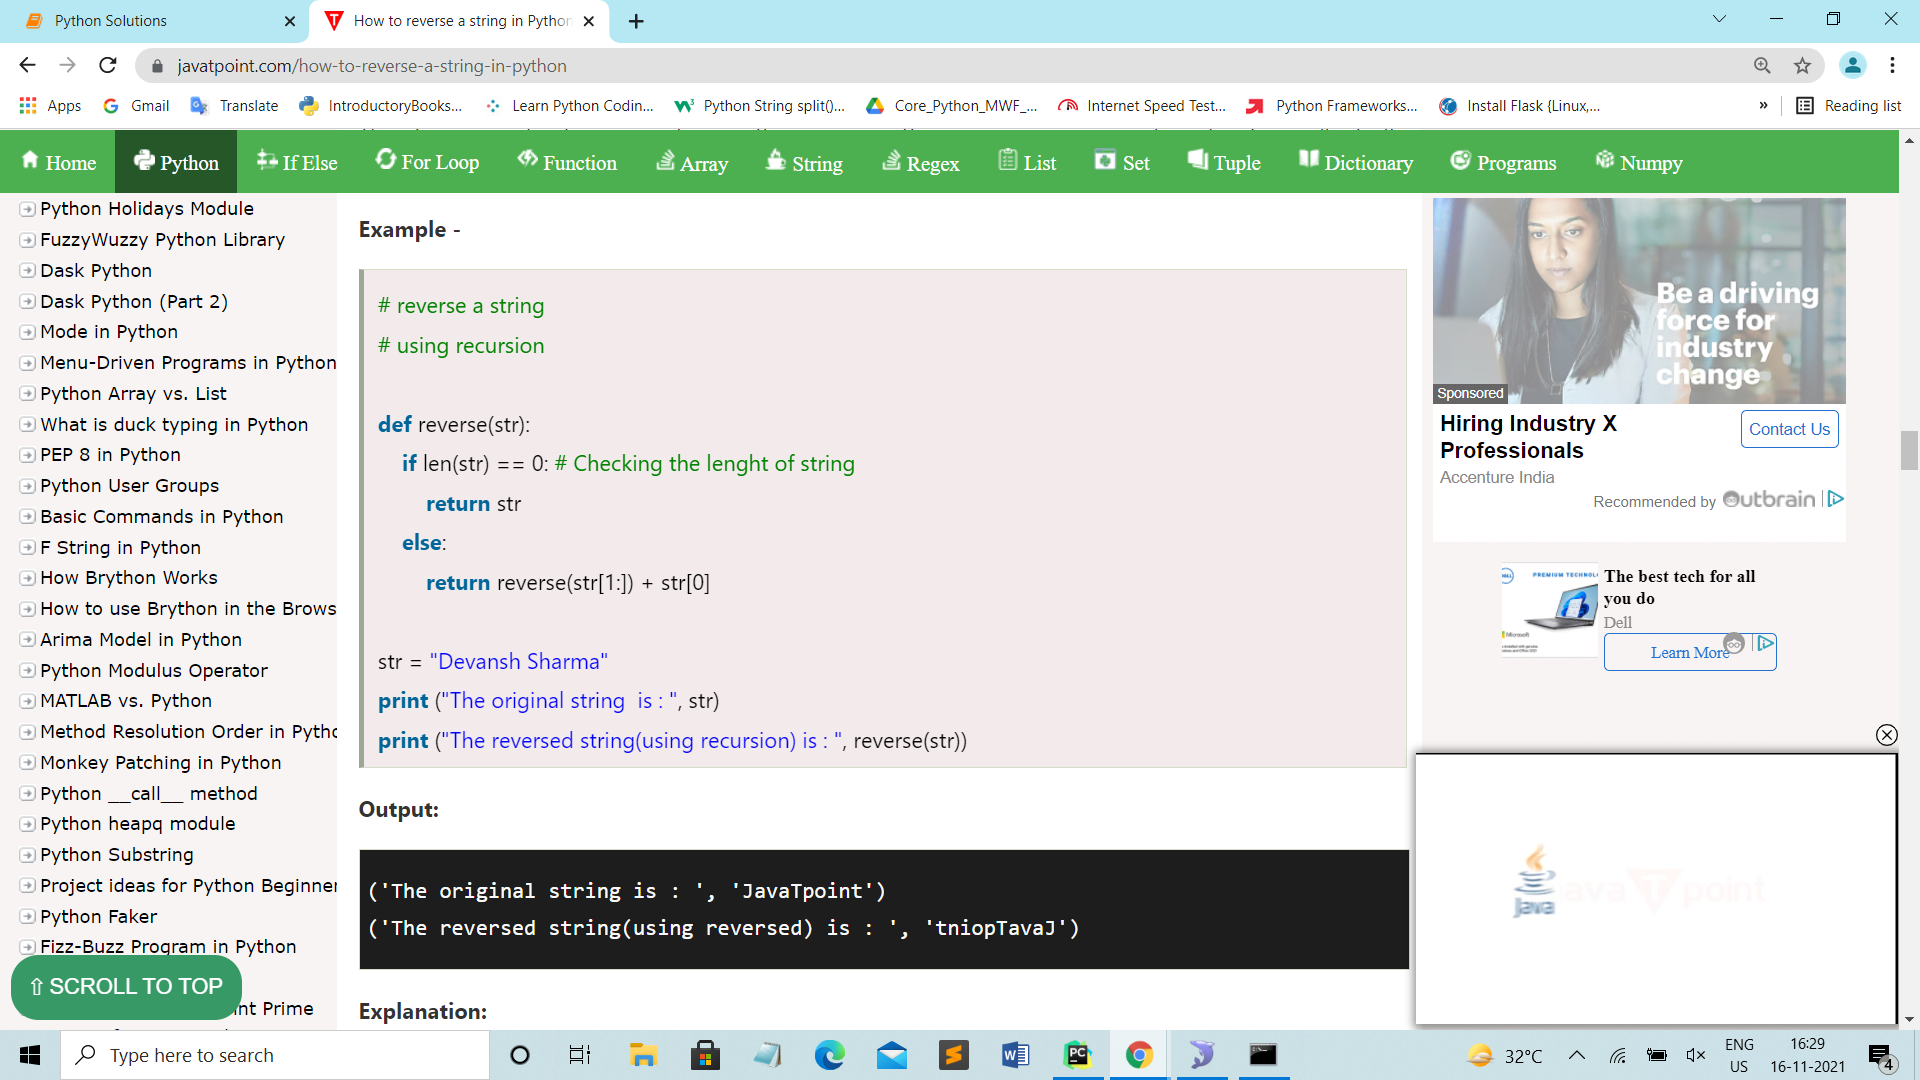 Python Solutions
How to reverse a string in Python
javatpoint.com/how-to-reverse-a-string-in-python
Apps
Gmail
Translate
IntroductoryBooks...
Learn Python Codin...
Python String split()...
Core_Python_MWF_...
Internet Speed Test...
Python Frameworks...
Install Flask {Linux,...
»
Reading list
Home
Python
If Else
For Loop
Function
Array
String
Regex
List
Set
Tuple
Dictionary
Programs
Numpy
Python Holidays Module
FuzzyWuzzy Python Library
Dask Python
Dask Python (Part 2)
Mode in Python
Menu-Driven Programs in Python
Python Array vs. List
What is duck typing in Python
PEP 8 in Python
Python User Groups
Basic Commands in Python
F String in Python
How Brython Works
How to use Brython in the Brows
Arima Model in Python
Python Modulus Operator
MATLAB vs. Python
Method Resolution Order in Pytho
Monkey Patching in Python
Python __call__ method
Python heapq module
Python Substring
Project ideas for Python Beginner
Python Faker
Fizz-Buzz Program in Python
nt Prime
⇧ SCROLL TO TOP
Example -
# reverse a string
# using recursion
def reverse(str):
if len(str) == 0: # Checking the lenght of string
return str
else:
return reverse(str[1:]) + str[0]
str = "Devansh Sharma"
print ("The original string  is : ", str)
print ("The reversed string(using recursion) is : ", reverse(str))
Output:
('The original string is : ', 'JavaTpoint')
('The reversed string(using reversed) is : ', 'tniopTavaJ')
Explanation:
Be a driving
force for
industry
change
Sponsored
Hiring Industry X
Professionals
Contact Us
Accenture India
Recommended by Outbrain
DELL
PREMIUM TECHNOL
Microsoft
The best tech for all
you do
Dell
Learn More
Java
avaTpoint
Type here to search
32°C
ENG
US
16:29
16-11-2021
4